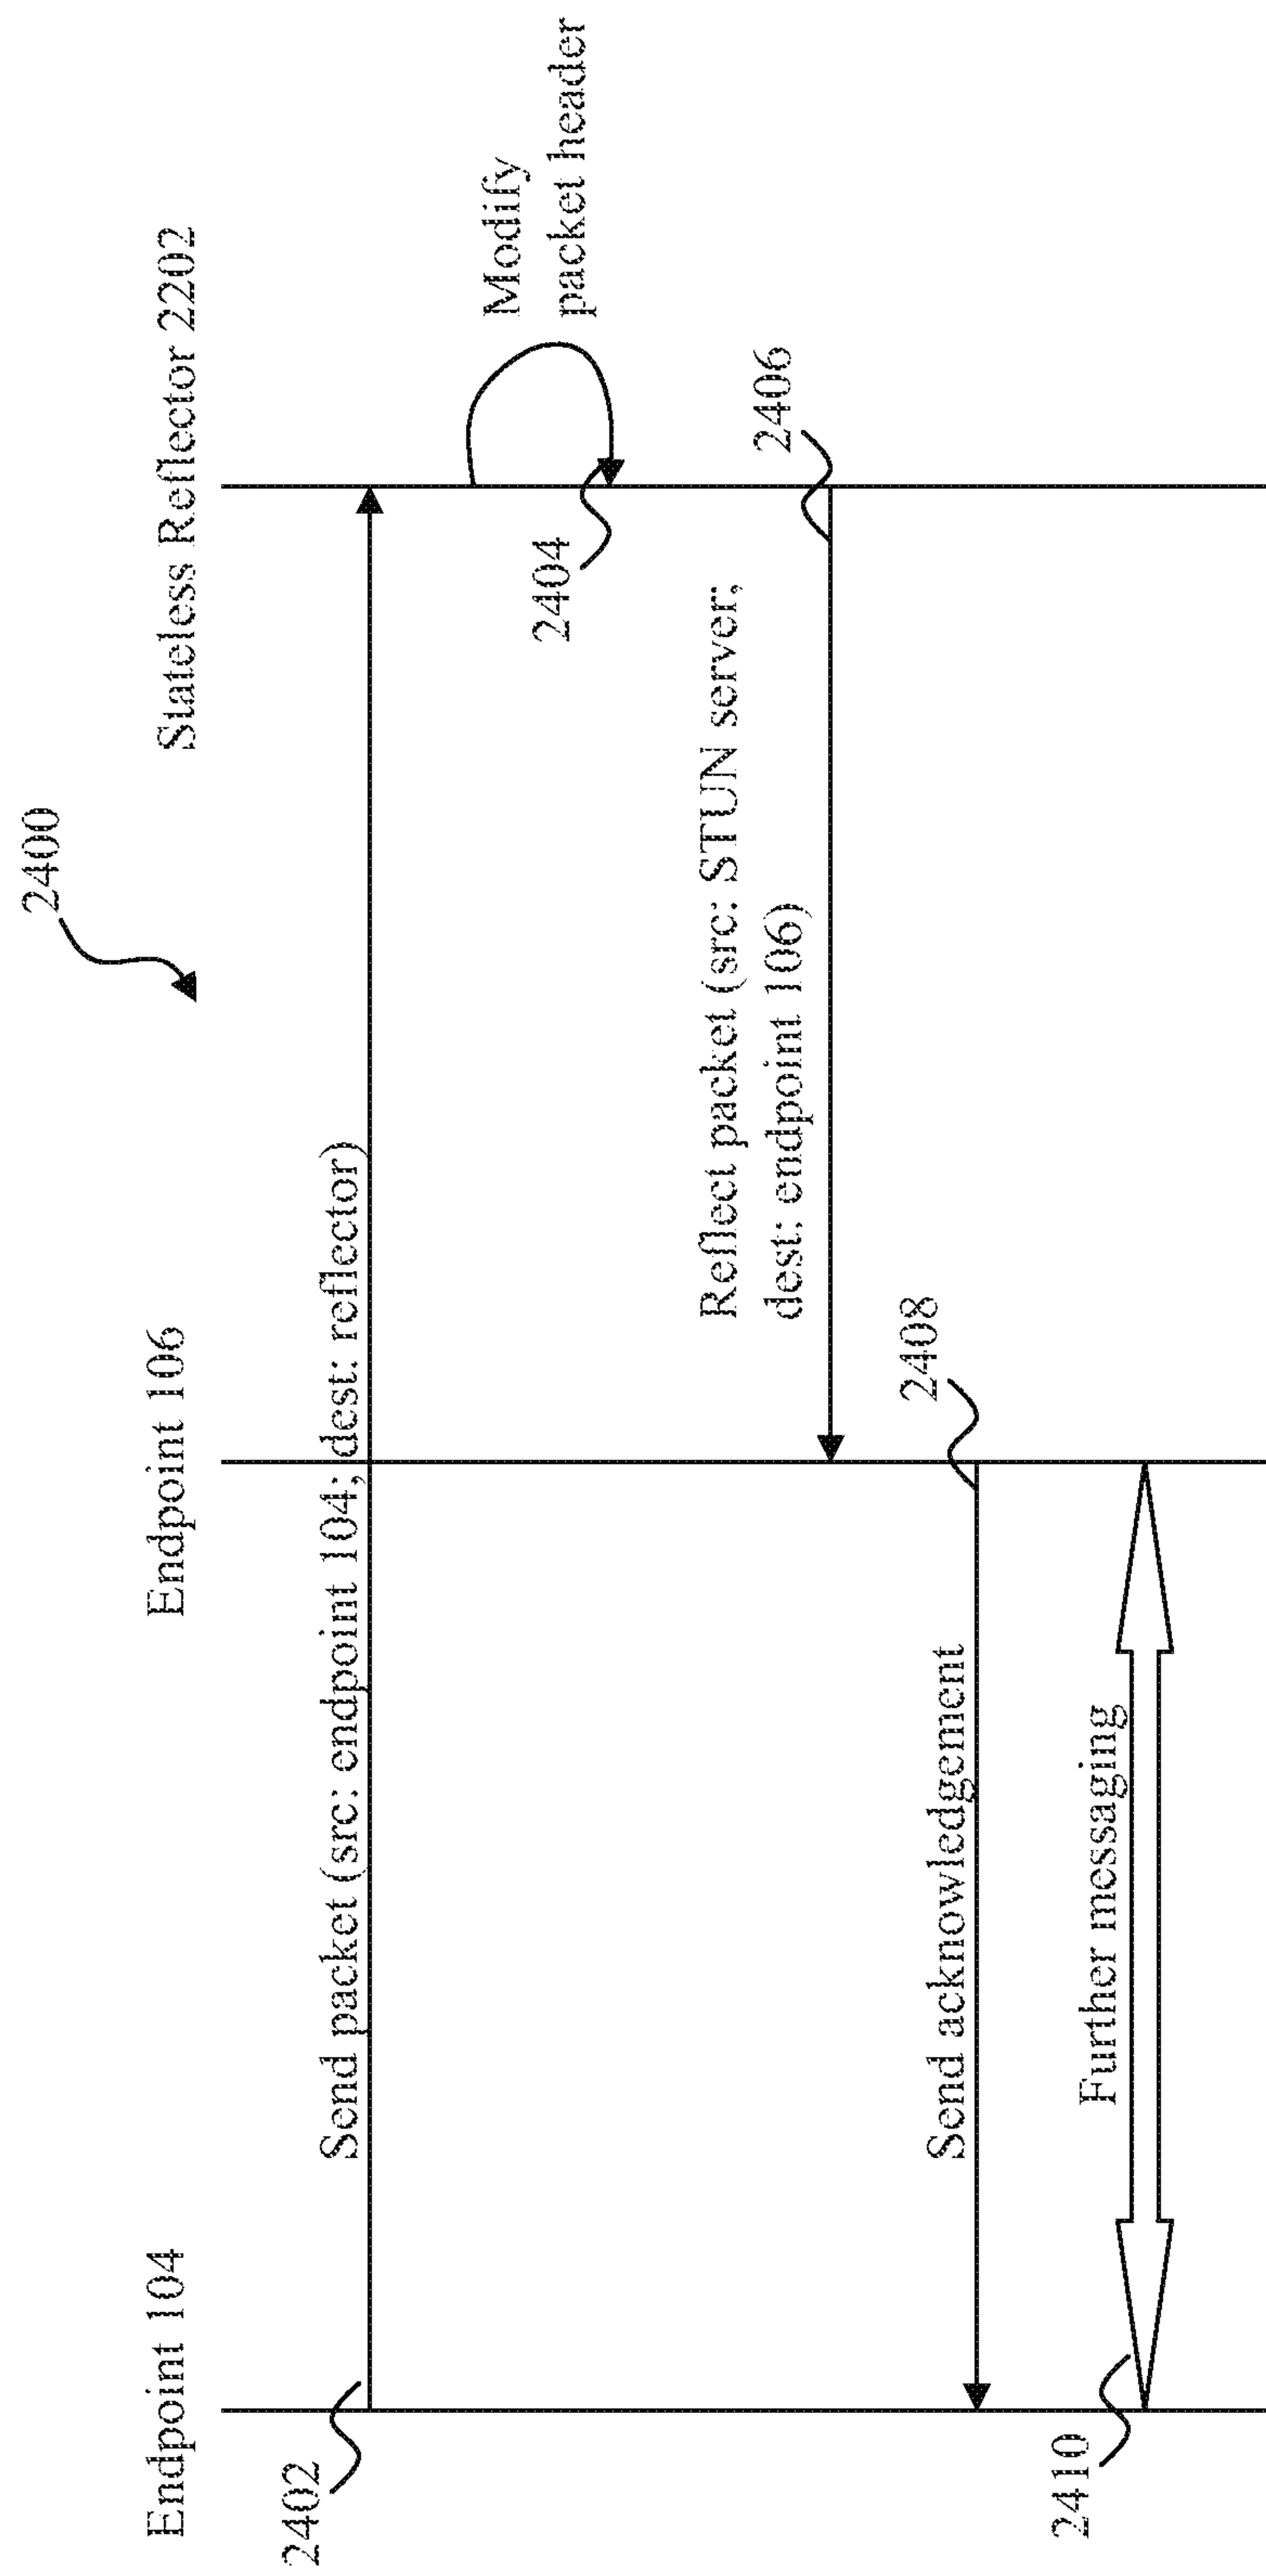 2400
Endpoint 104
Endpoint 106
Stateless Reflector 2202
2402
Send packet (src: endpoint 104; dest: reflector)
Modify
packet header
2404
Reflect packet (src: STUN server;
dest: endpoint 106)
2406
2408
Send acknowledgement
2410
Further messaging